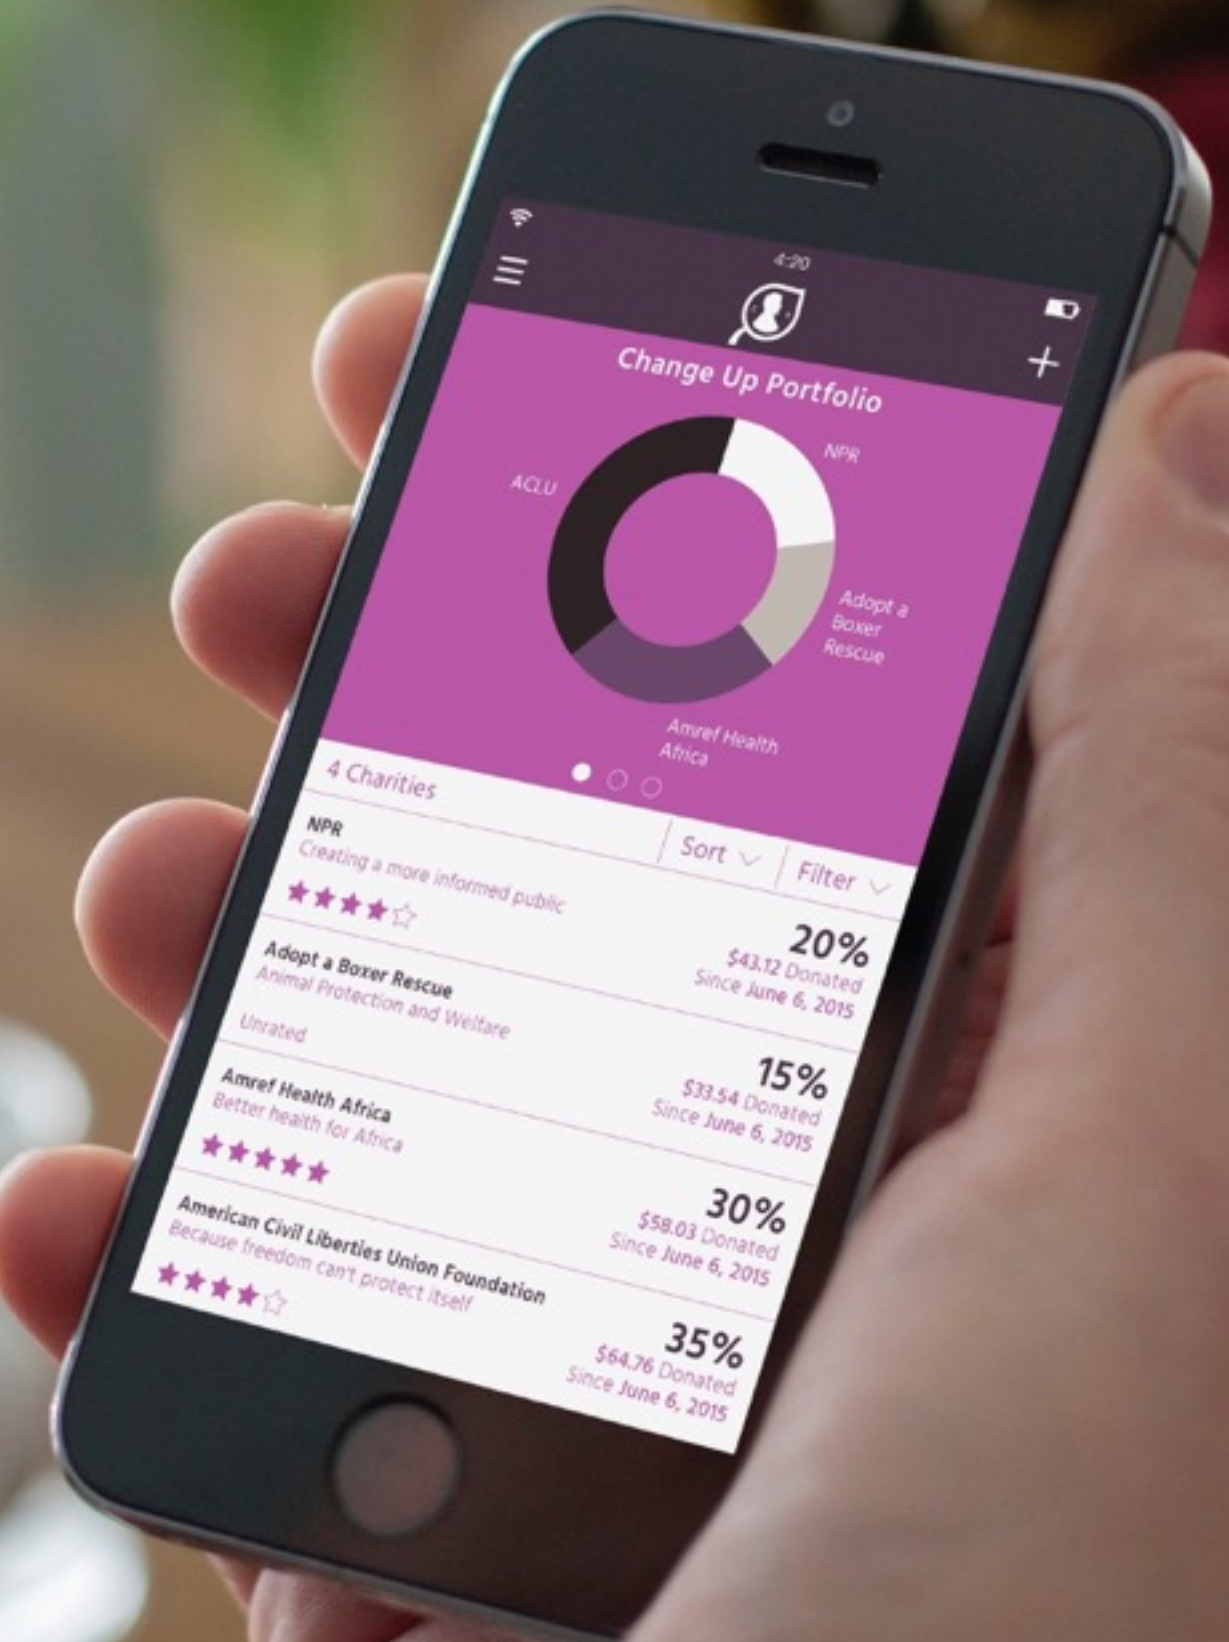 4:20
Change Up Portfolio
NPR
ACLU
Adopt a
Boxer
Rescue
Amref Health
Africa
4 Charities
Sort
Filter
NPR
Creating a more informed public
20%
$43.12 Donated
Since June 6, 2015
Adopt a Boxer Rescue
Animal Protection and Welfare
Unrated
15%
$33.54 Donated
Since June 6, 2015
Amref Health Africa
Better health for Africa
30%
$58.03 Donated
Since June 6, 2015
American Civil Liberties Union Foundation
Because freedom can't protect itself
35%
$64.76 Donated
Since June 6, 2015